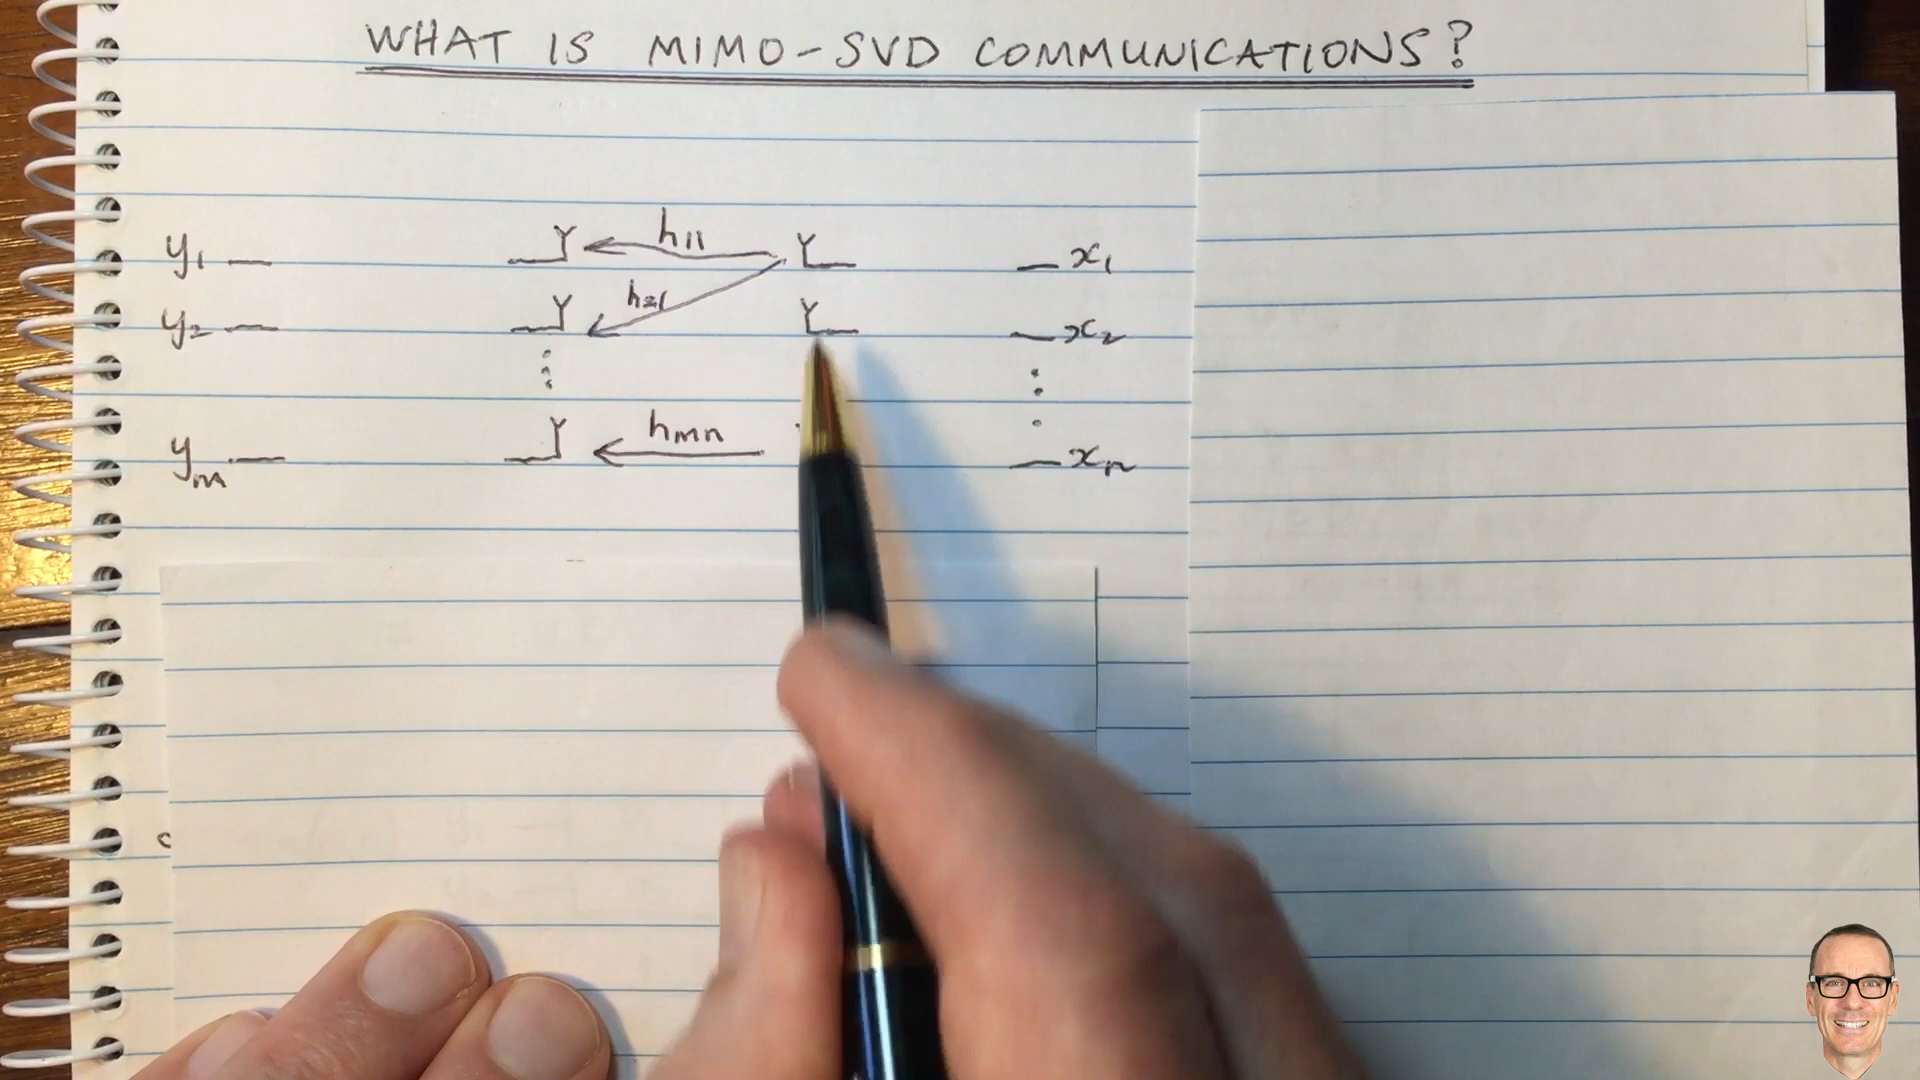 WHAT IS MIMO-SVD COMMUNICATIONS?
y1 h11 x1
y2 h21 x2
ym hmn xn